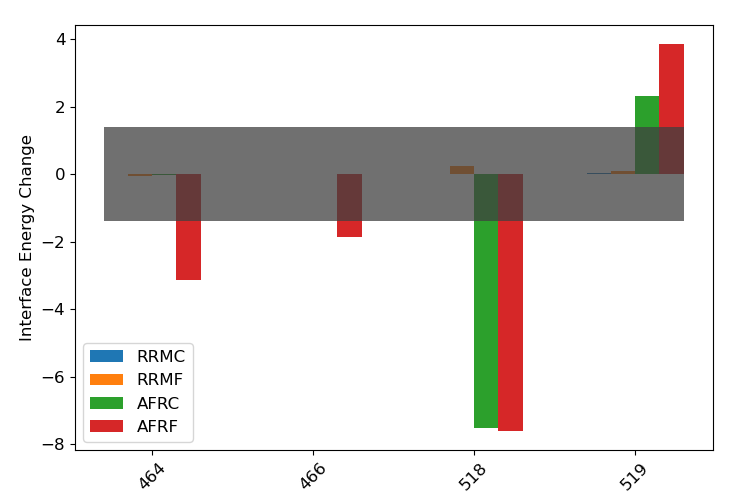 4
2
0
−2
−4
−6
−8
Interface Energy Change
RRMC
RRMF
AFRC
AFRF
464
466
518
519